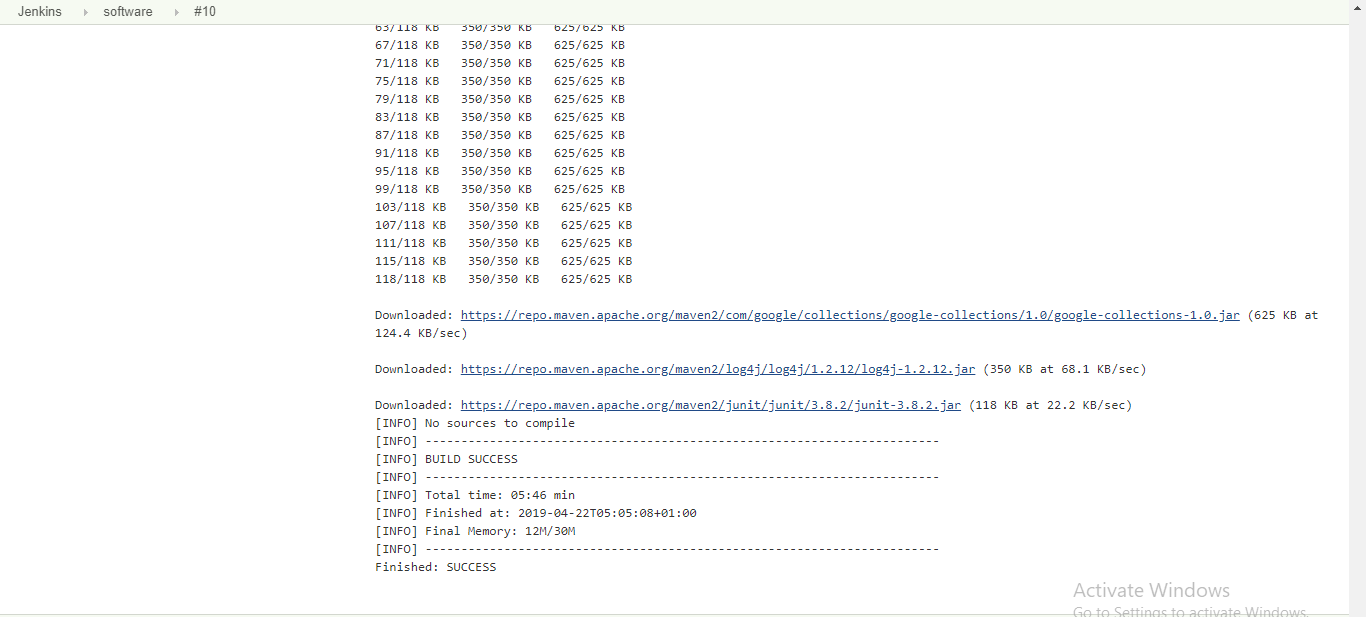 Jenkins software #10
63/118 KB 350/350 KB 625/625 KB
67/118 KB 350/350 KB 625/625 KB
71/118 KB 350/350 KB 625/625 KB
75/118 KB 350/350 KB 625/625 KB
79/118 KB 350/350 KB 625/625 KB
83/118 KB 350/350 KB 625/625 KB
87/118 KB 350/350 KB 625/625 KB
91/118 KB 350/350 KB 625/625 KB
95/118 KB 350/350 KB 625/625 KB
99/118 KB 350/350 KB 625/625 KB
103/118 KB 350/350 KB 625/625 KB
107/118 KB 350/350 KB 625/625 KB
111/118 KB 350/350 KB 625/625 KB
115/118 KB 350/350 KB 625/625 KB
118/118 KB 350/350 KB 625/625 KB
Downloaded: https://repo.maven.apache.org/maven2/com/google/collections/google-collections/1.0/google-collections-1.0.jar (625 KB at
124.4 KB/sec)
Downloaded: https://repo.maven.apache.org/maven2/log4j/log4j/1.2.12/log4j-1.2.12.jar (350 KB at 68.1 KB/sec)
Downloaded: https://repo.maven.apache.org/maven2/junit/junit/3.8.2/junit-3.8.2.jar (118 KB at 22.2 KB/sec)
[INFO] No sources to compile
[INFO] ------------------------------------------------------------------------
[INFO] BUILD SUCCESS
[INFO] ------------------------------------------------------------------------
[INFO] Total time: 05:46 min
[INFO] Finished at: 2019-04-22T05:05:08+01:00
[INFO] Final Memory: 12M/30M
[INFO] ------------------------------------------------------------------------
Finished: SUCCESS
Activate Windows
Go to Settings to activate Windows.